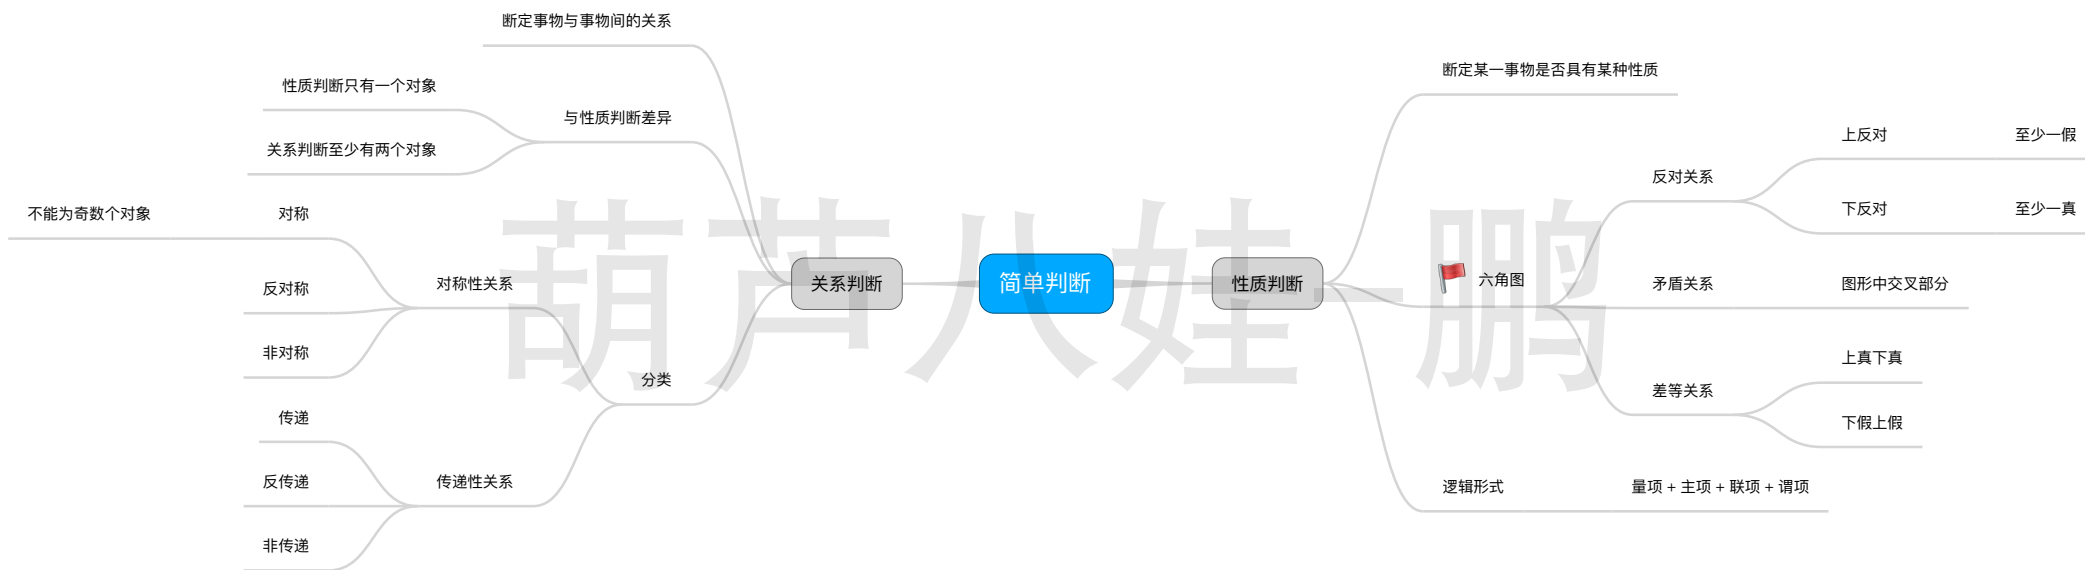 简单判断
性质判断
断定某一事物是否具有某种性质
六角图
反对关系
上反对
至少一假
下反对
至少一真
矛盾关系
图形中交叉部分
差等关系
上真下真
下假上假
逻辑形式
量项 + 主项 + 联项 + 谓项
关系判断
断定事物与事物间的关系
与性质判断差异
性质判断只有一个对象
关系判断至少有两个对象
分类
对称性关系
对称
不能为奇数个对象
反对称
非对称
传递性关系
传递
反传递
非传递
葫芦八娃-鹏